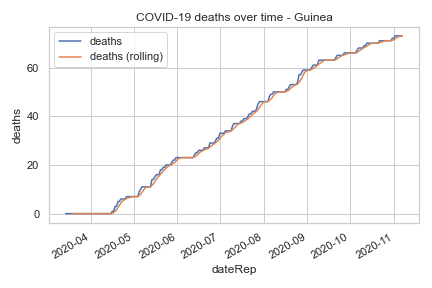 COVID-19 deaths over time - Guinea
deaths
deaths (rolling)
deaths
60
40
20
0
2020-04
2020-05
2020-06
2020-07
2020-08
2020-09
2020-10
2020-11
dateRep